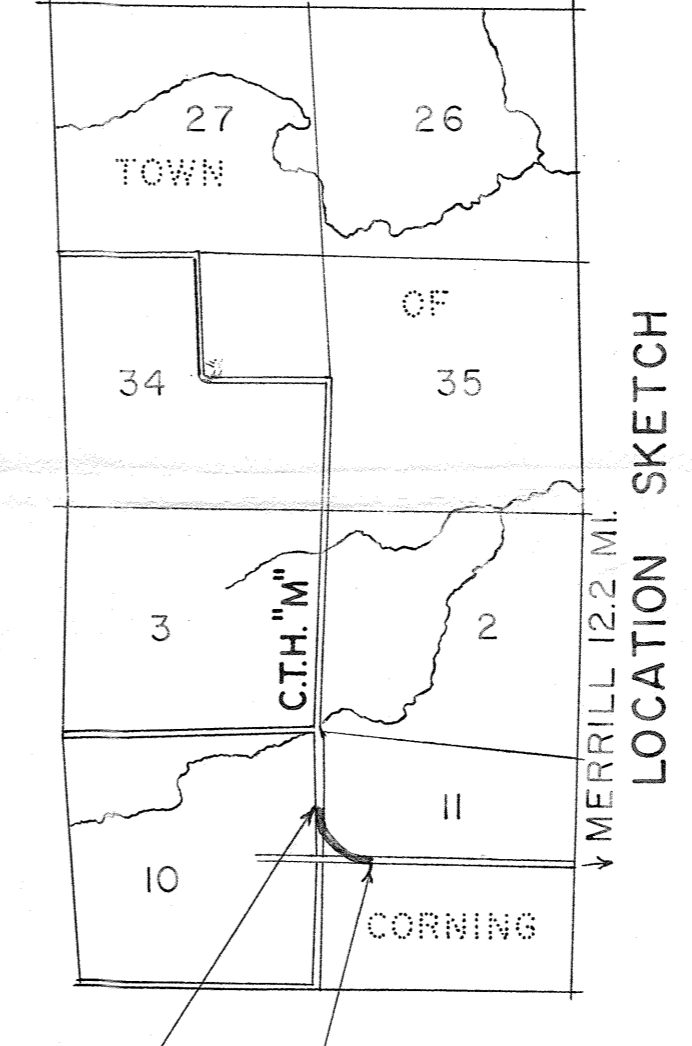 27
26
TOWN
OF
34
35
C.T.H. "M"
3
2
11
10
CORNING
MERRILL 12.2 MI.
LOCATION SKETCH